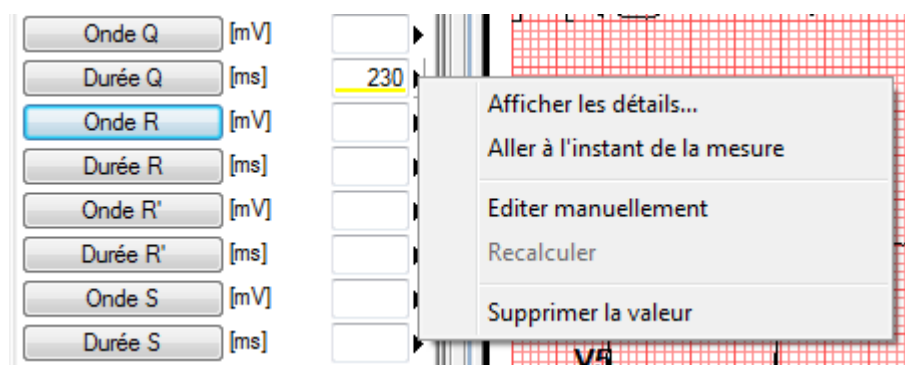 Onde Q [mV]
Durée Q [ms] 230
Afficher les détails...
Onde R [mV]
Aller à l'instant de la mesure
Durée R [ms]
Onde R' [mV]
Editer manuellement
Durée R' [ms]
Recalculer
Onde S [mV]
Supprimer la valeur
Durée S [ms]
V5